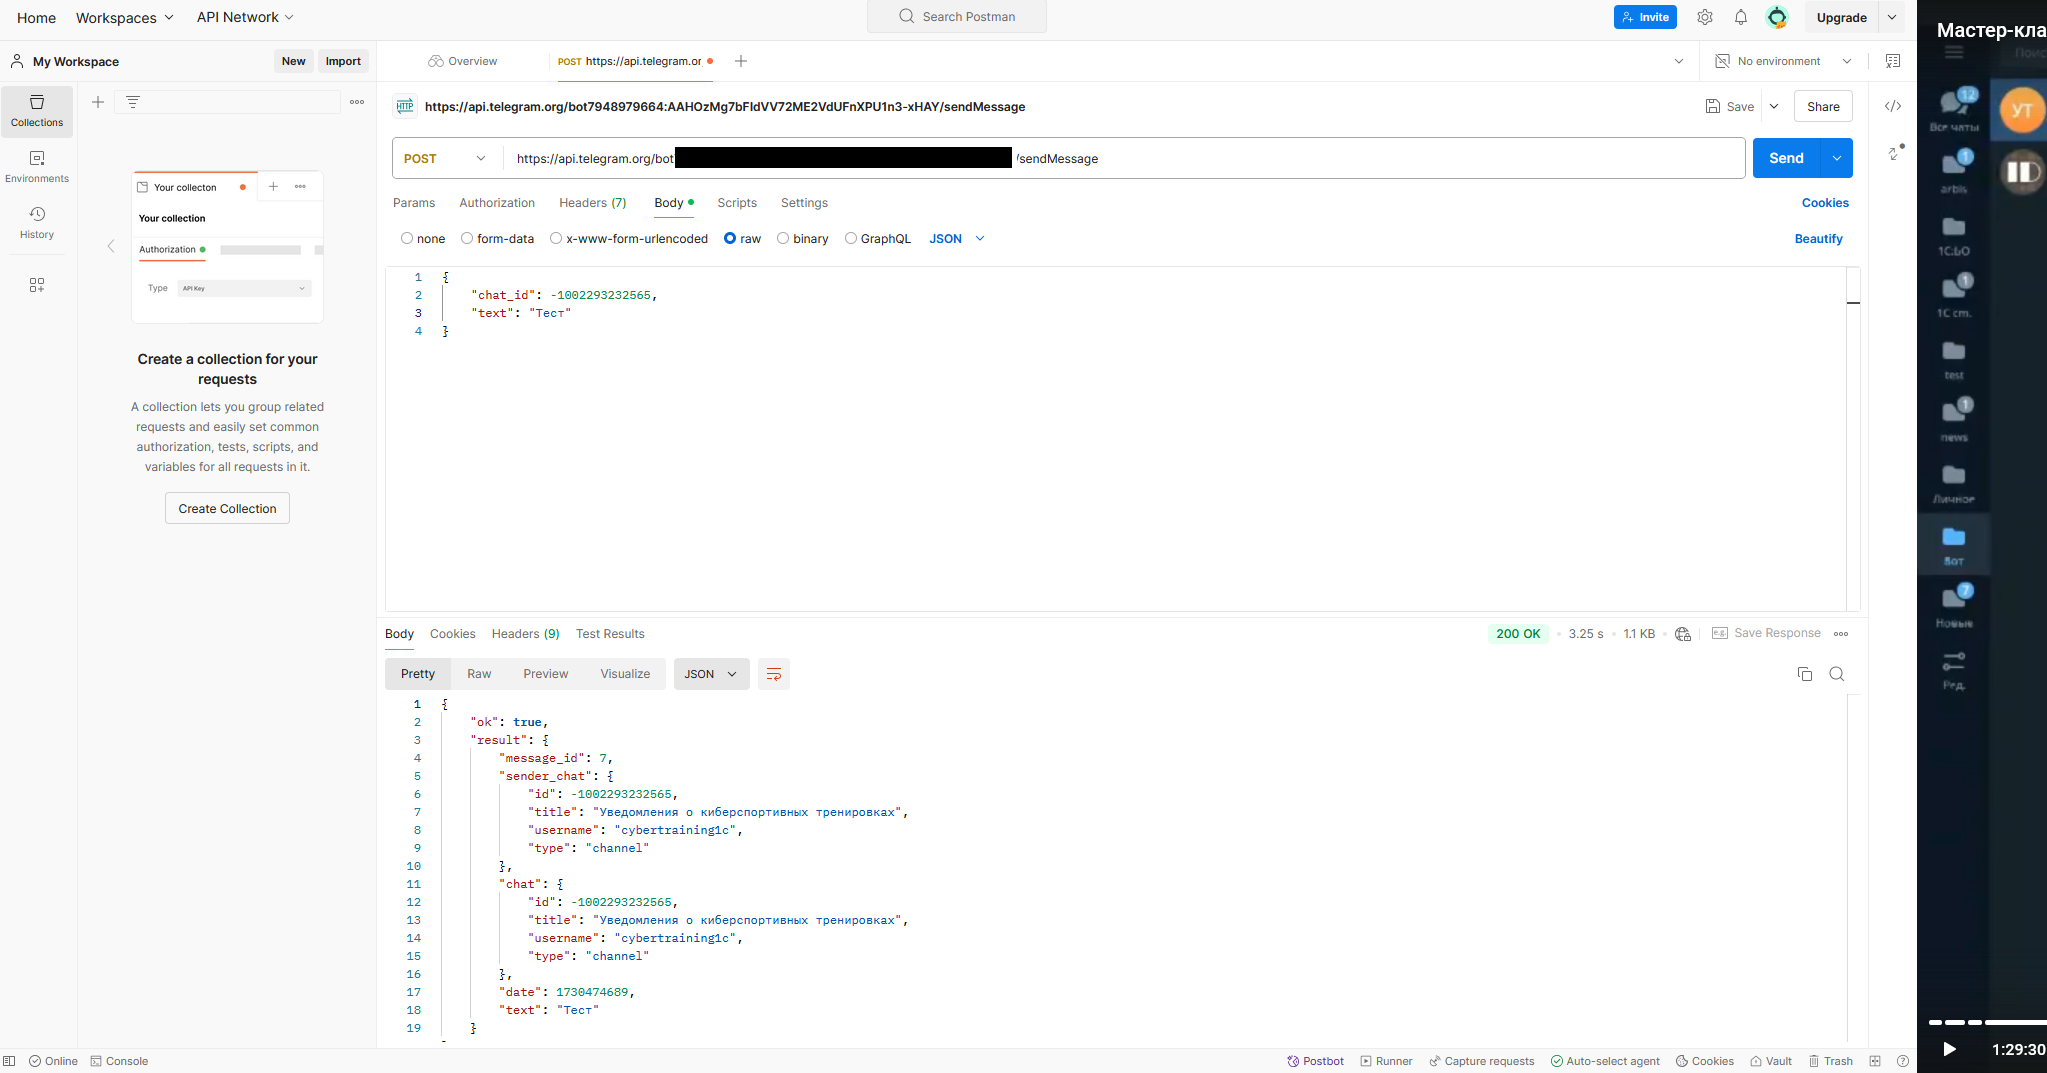 Home Workspaces API Network
Search Postman
Invite Upgrade
My Workspace New Import
Overview POST https://api.telegram.or No environment
Collections
Environments
History
Your collecton
Your collection
Authorization
Type API Key
Create a collection for your
requests
A collection lets you group related
requests and easily set common
authorization, tests, scripts, and
variables for all requests in it.
Create Collection
HTTP https://api.telegram.org/bot7948979664:AAHOzMg7bFIdVV72ME2VdUFnXPU1n3-xHAY/sendMessage Save Share
POST https://api.telegram.org/bot /sendMessage Send
Params Authorization Headers (7) Body Scripts Settings Cookies
none form-data x-www-form-urlencoded raw binary GraphQL JSON Beautify
1 {
2 "chat_id": -1002293232565,
3 "text": "Тест"
4 }
Body Cookies Headers (9) Test Results 200 OK 3.25 s 1.1 KB e.g. Save Response
Pretty Raw Preview Visualize JSON
1 {
2 "ok": true,
3 "result": {
4 "message_id": 7,
5 "sender_chat": {
6 "id": -1002293232565,
7 "title": "Уведомления о киберспортивных тренировках",
8 "username": "cybertraining1c",
9 "type": "channel"
10 },
11 "chat": {
12 "id": -1002293232565,
13 "title": "Уведомления о киберспортивных тренировках",
14 "username": "cybertraining1c",
15 "type": "channel"
16 },
17 "date": 1730474689,
18 "text": "Тест"
19 }
Online Console Postbot Runner Capture requests Auto-select agent Cookies Vault Trash
Мастер-кла
Поис
12
Все чаты
УТ
1
arbis
1С:БО
1
1С cm.
test
1
news
Личное
Бот
7
Новые
Ред.
1:29:30